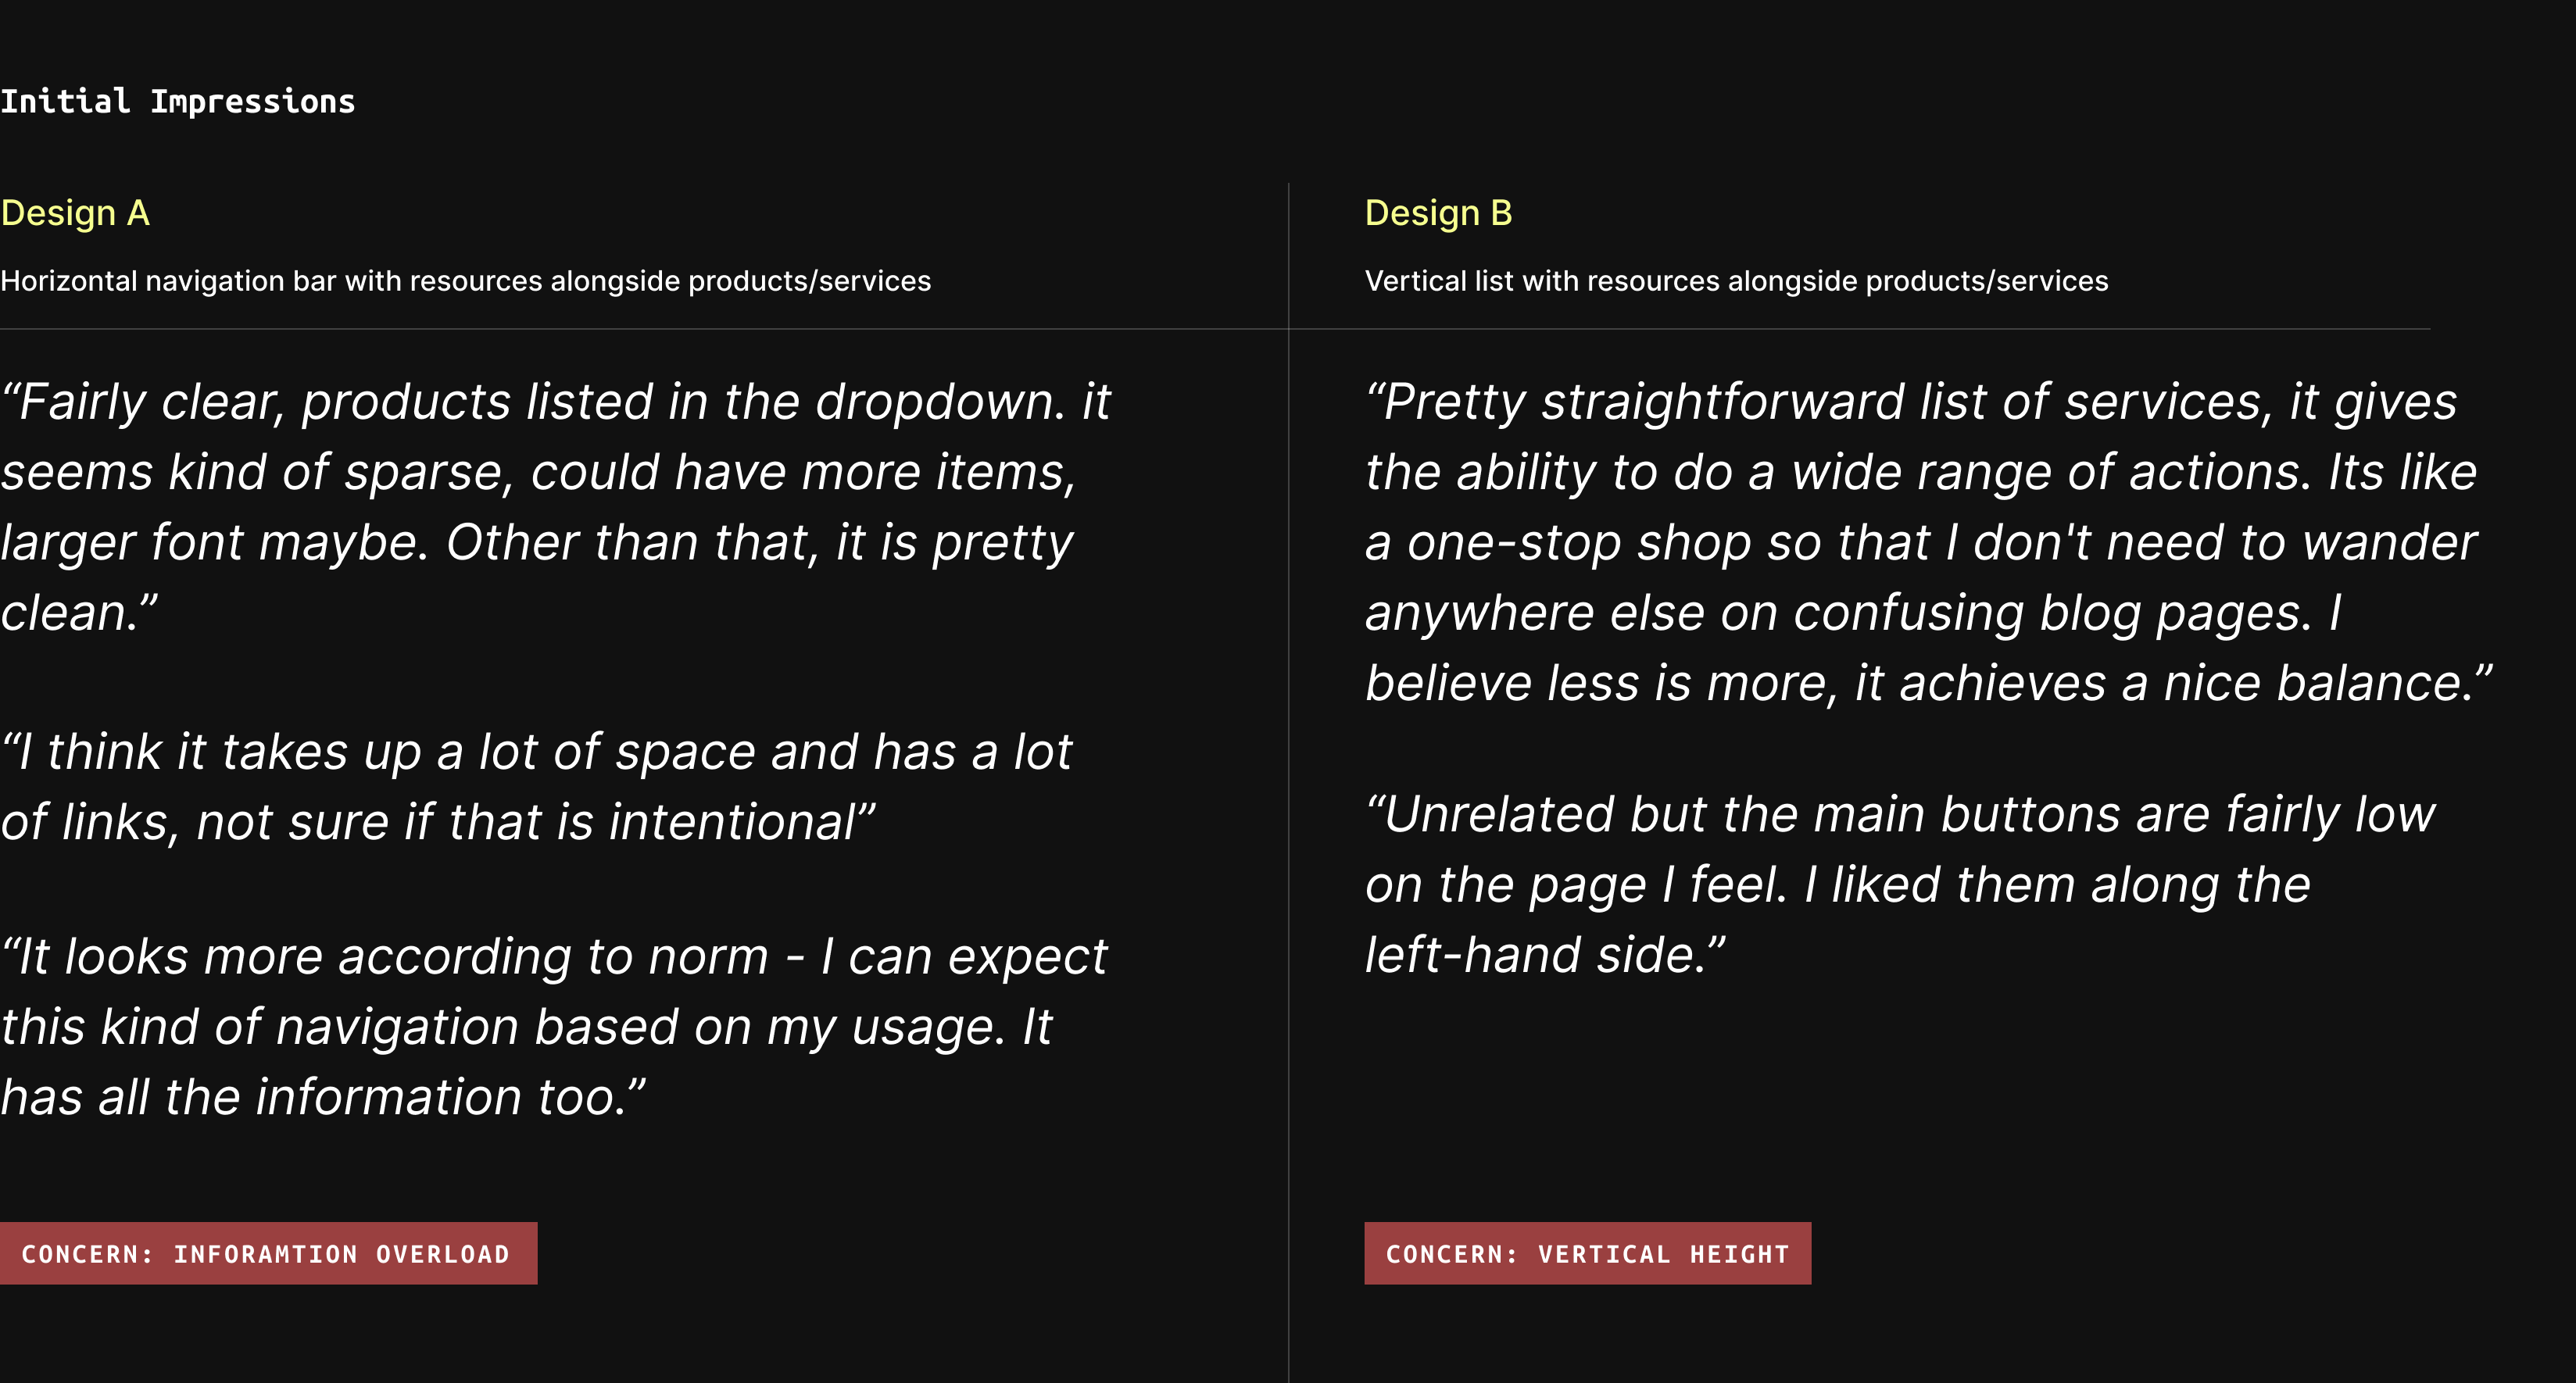 Initial Impressions
Design A
Horizontal navigation bar with resources alongside products/services
“Fairly clear, products listed in the dropdown. it
seems kind of sparse, could have more items,
larger font maybe. Other than that, it is pretty
clean.”
“I think it takes up a lot of space and has a lot
of links, not sure if that is intentional”
“It looks more according to norm - I can expect
this kind of navigation based on my usage. It
has all the information too.”
CONCERN: INFORAMTION OVERLOAD
Design B
Vertical list with resources alongside products/services
“Pretty straightforward list of services, it gives
the ability to do a wide range of actions. Its like
a one-stop shop so that I don't need to wander
anywhere else on confusing blog pages. I
believe less is more, it achieves a nice balance.”
“Unrelated but the main buttons are fairly low
on the page I feel. I liked them along the
left-hand side.”
CONCERN: VERTICAL HEIGHT